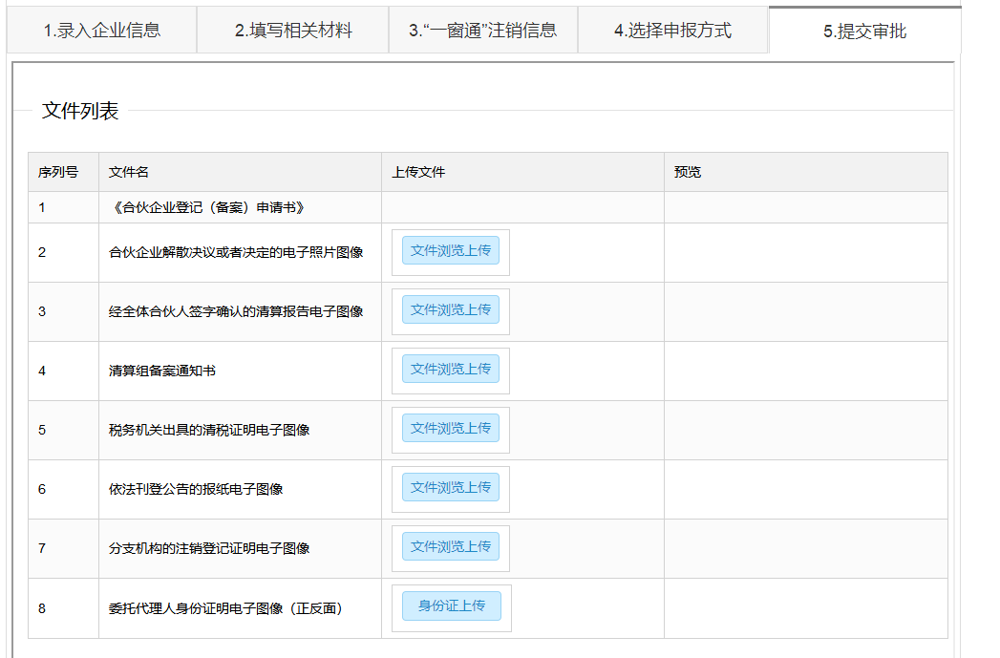 1.录入企业信息
2.填写相关材料
3.“一窗通”注销信息
4.选择申报方式
5.提交审批
文件列表
序列号 文件名 上传文件 预览
1 《合伙企业登记（备案）申请书》
2 合伙企业解散决议或者决定的电子照片图像 文件浏览上传
3 经全体合伙人签字确认的清算报告电子图像 文件浏览上传
4 清算组备案通知书 文件浏览上传
5 税务机关出具的清税证明电子图像 文件浏览上传
6 依法刊登公告的报纸电子图像 文件浏览上传
7 分支机构的注销登记证明电子图像 文件浏览上传
8 委托代理人身份证明电子图像（正反面） 身份证上传